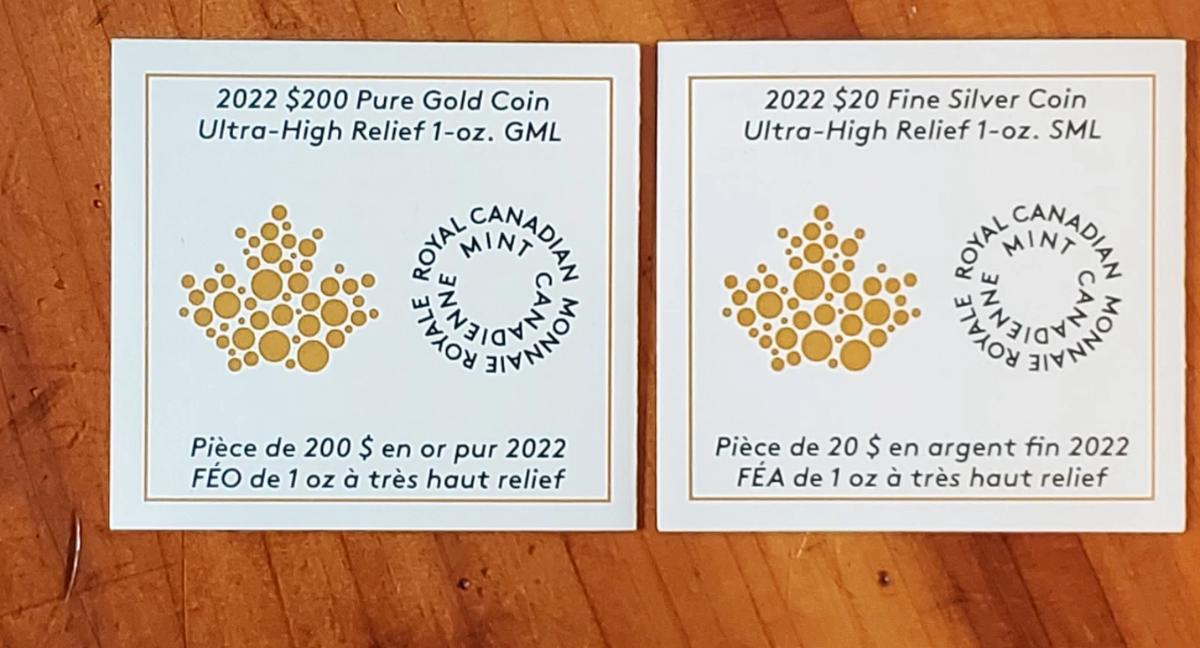 2022 $200 Pure Gold Coin
Ultra-High Relief 1-oz. GML
ROYAL CANADIAN MONNAIE ROYALE
MINT CANADIENNE
Pièce de 200 $ en or pur 2022
FÉO de 1 oz à très haut relief
2022 $20 Fine Silver Coin
Ultra-High Relief 1-oz. SML
ROYAL CANADIAN MONNAIE ROYALE
MINT CANADIENNE
Pièce de 20 $ en argent fin 2022
FÉA de 1 oz à très haut relief